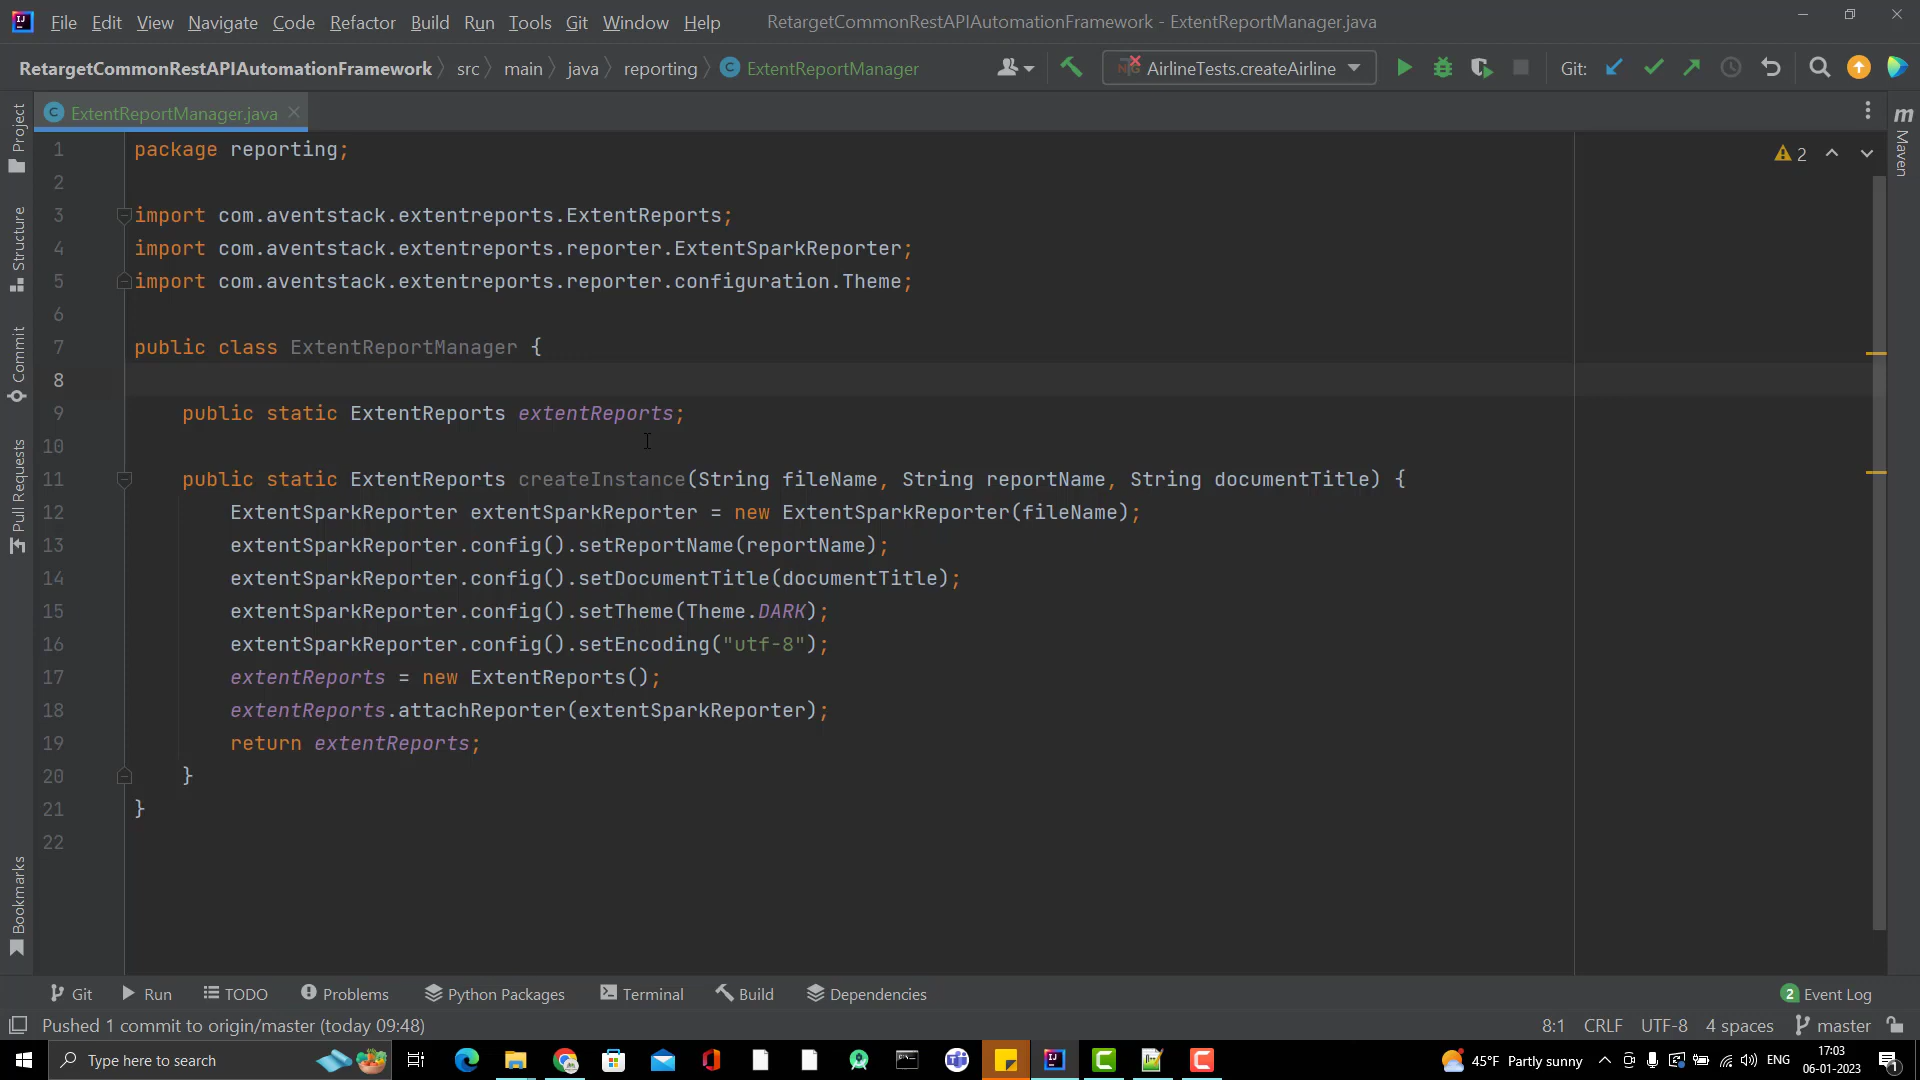 File Edit View Navigate Code Refactor Build Run Tools Git Window Help RetargetCommonRestAPIAutomationFramework - ExtentReportManager.java
RetargetCommonRestAPIAutomationFramework src main java reporting C ExtentReportManager AirlineTests.createAirline Git:
C ExtentReportManager.java
Project
Structure
Commit
Pull Requests
Bookmarks
m Maven
2
1 package reporting;
2
3 import com.aventstack.extentreports.ExtentReports;
4 import com.aventstack.extentreports.reporter.ExtentSparkReporter;
5 import com.aventstack.extentreports.reporter.configuration.Theme;
6
7 public class ExtentReportManager {
8
9 public static ExtentReports extentReports;
10
11 public static ExtentReports createInstance(String fileName, String reportName, String documentTitle) {
12 ExtentSparkReporter extentSparkReporter = new ExtentSparkReporter(fileName);
13 extentSparkReporter.config().setReportName(reportName);
14 extentSparkReporter.config().setDocumentTitle(documentTitle);
15 extentSparkReporter.config().setTheme(Theme.DARK);
16 extentSparkReporter.config().setEncoding("utf-8");
17 extentReports = new ExtentReports();
18 extentReports.attachReporter(extentSparkReporter);
19 return extentReports;
20 }
21 }
22
Git Run TODO Problems Python Packages Terminal Build Dependencies 2 Event Log
Pushed 1 commit to origin/master (today 09:48) 8:1 CRLF UTF-8 4 spaces master
Type here to search 45°F Partly sunny ENG 17:03
06-01-2023